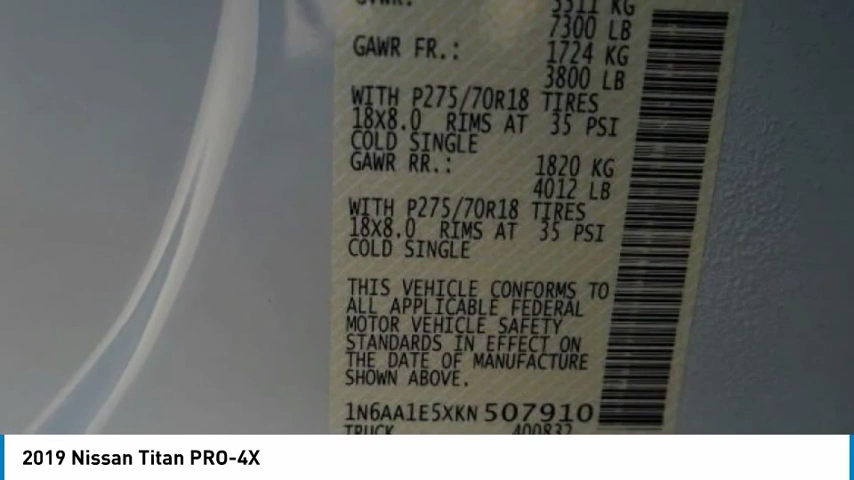 3311 KG
7300 LB
GAWR FR.: 1724 KG
3800 LB
WITH P275/70R18 TIRES
18X8.0 RIMS AT 35 PSI
COLD SINGLE
GAWR RR.: 1820 KG
4012 LB
WITH P275/70R18 TIRES
18X8.0 RIMS AT 35 PSI
COLD SINGLE
THIS VEHICLE CONFORMS TO
ALL APPLICABLE FEDERAL
MOTOR VEHICLE SAFETY
STANDARDS IN EFFECT ON
THE DATE OF MANUFACTURE
SHOWN ABOVE.
1N6AA1E5XKN507910
TRUCK 400832
2019 Nissan Titan PRO-4X